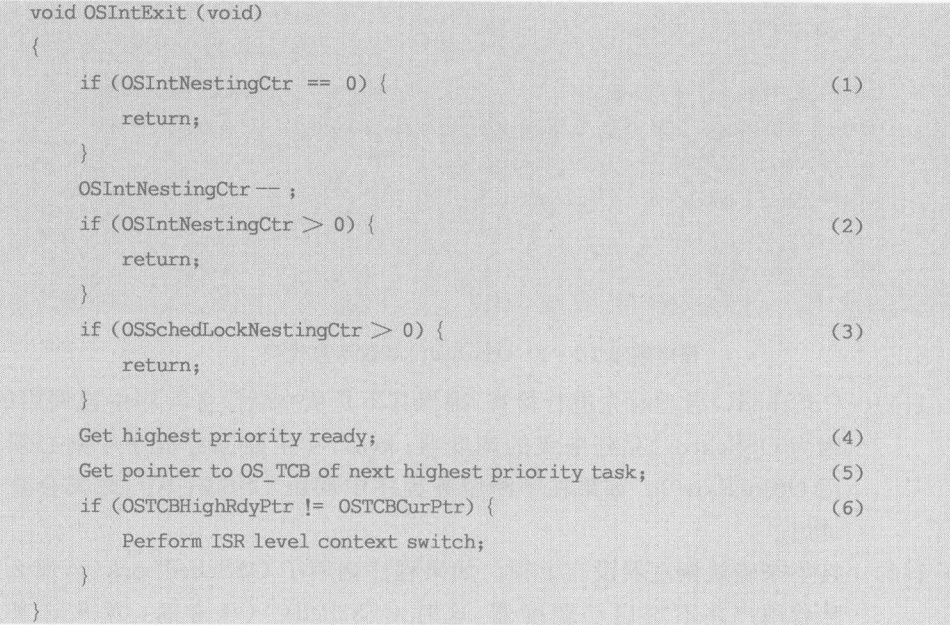 void OSIntExit (void)
{
if (OSIntNestingCtr == 0) { (1)
return;
}
OSIntNestingCtr--;
if (OSIntNestingCtr > 0) { (2)
return;
}
if (OSSchedLockNestingCtr > 0) { (3)
return;
}
Get highest priority ready; (4)
Get pointer to OS_TCB of next highest priority task; (5)
if (OSTCBHighRdyPtr != OSTCBCurPtr) { (6)
Perform ISR level context switch;
}
}